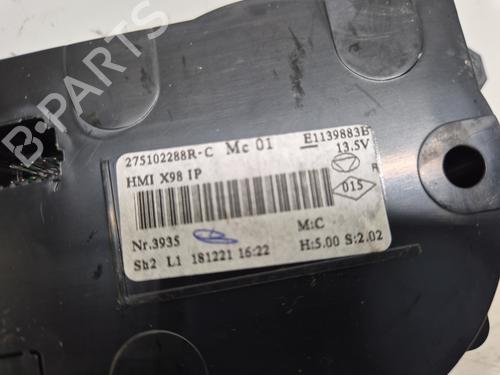 B-PARTS
275102288R-C Mc 01 E1139883B
HMI X98 IP 13.5V
R
015
Nr.3935 M:C
Sh2 L1 181221 16:22 H:5.00 S:2.02